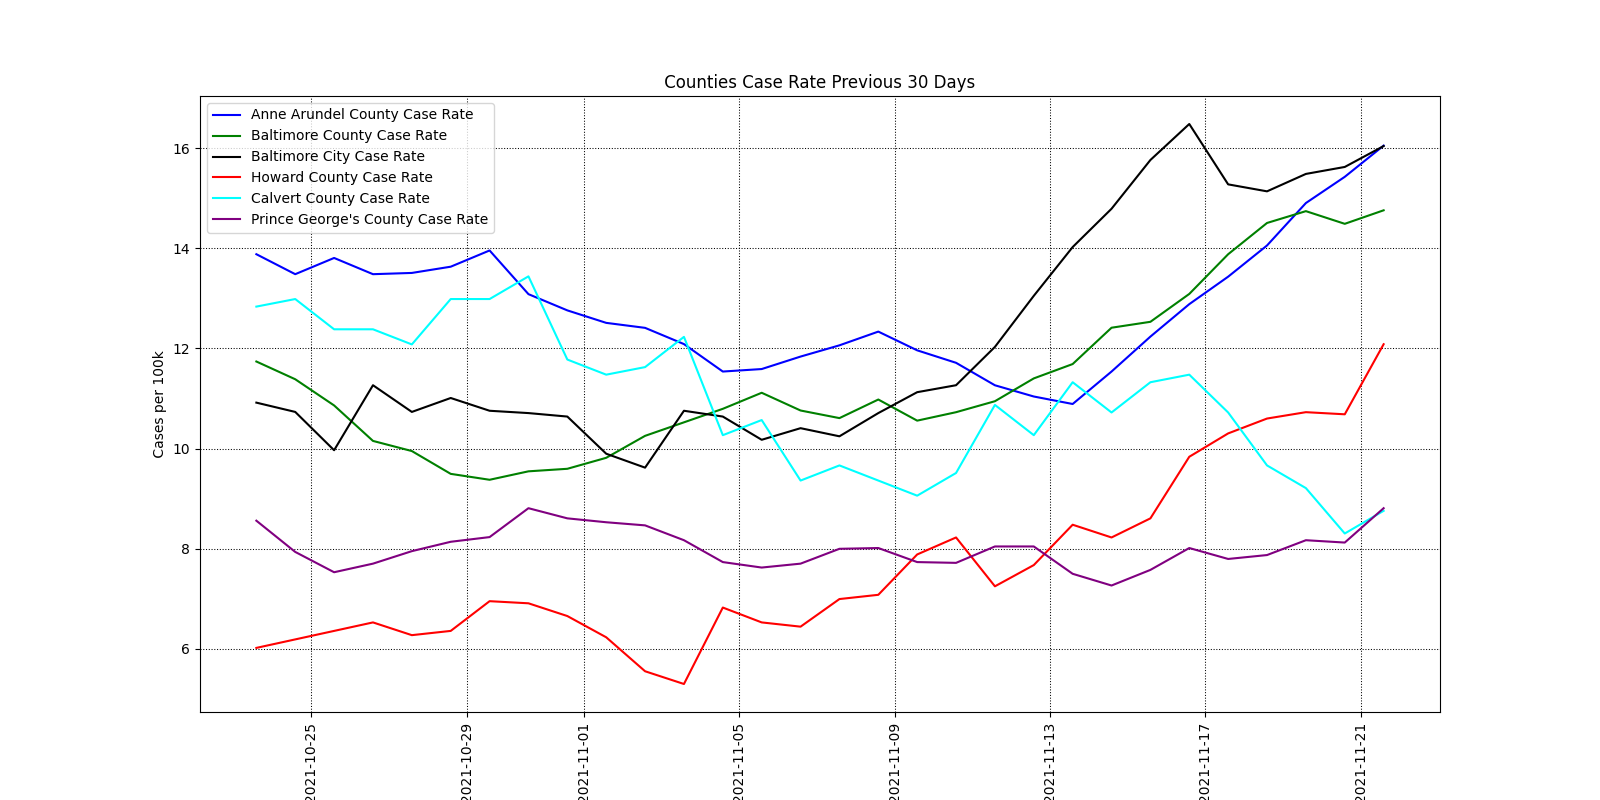 Counties Case Rate Previous 30 Days
Anne Arundel County Case Rate
Baltimore County Case Rate
Baltimore City Case Rate
Howard County Case Rate
Calvert County Case Rate
Prince George's County Case Rate
Cases per 100k
16
14
12
10
8
6
2021-10-25
2021-10-29
2021-11-01
2021-11-05
2021-11-09
2021-11-13
2021-11-17
2021-11-21